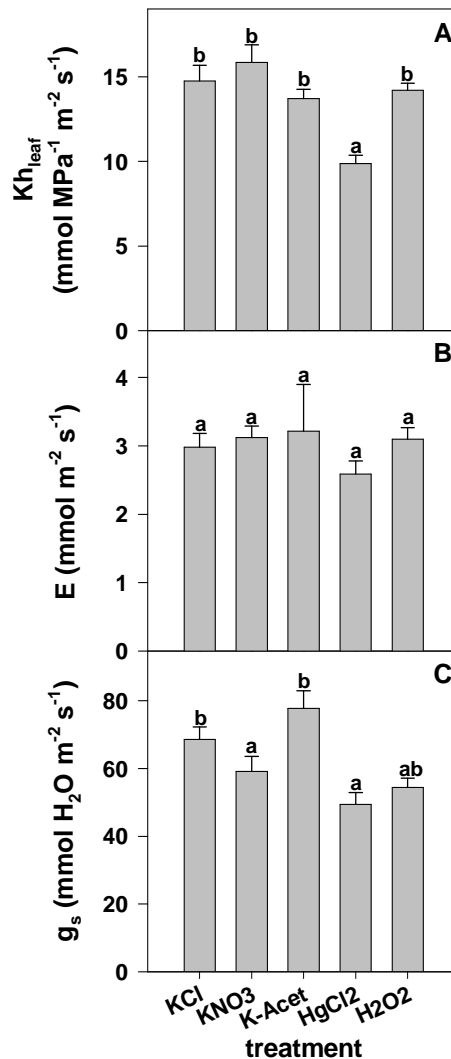 A
b b b a b
15
10
5
0
Kh_leaf
(mmol MPa⁻¹ m⁻² s⁻¹)
B
a a a a a
4
3
2
1
0
E (mmol m⁻² s⁻¹)
C
b a b a ab
80
60
40
20
0
g_s (mmol H₂O m⁻² s⁻¹)
KCl KNO3 K-Acet HgCl2 H2O2
treatment